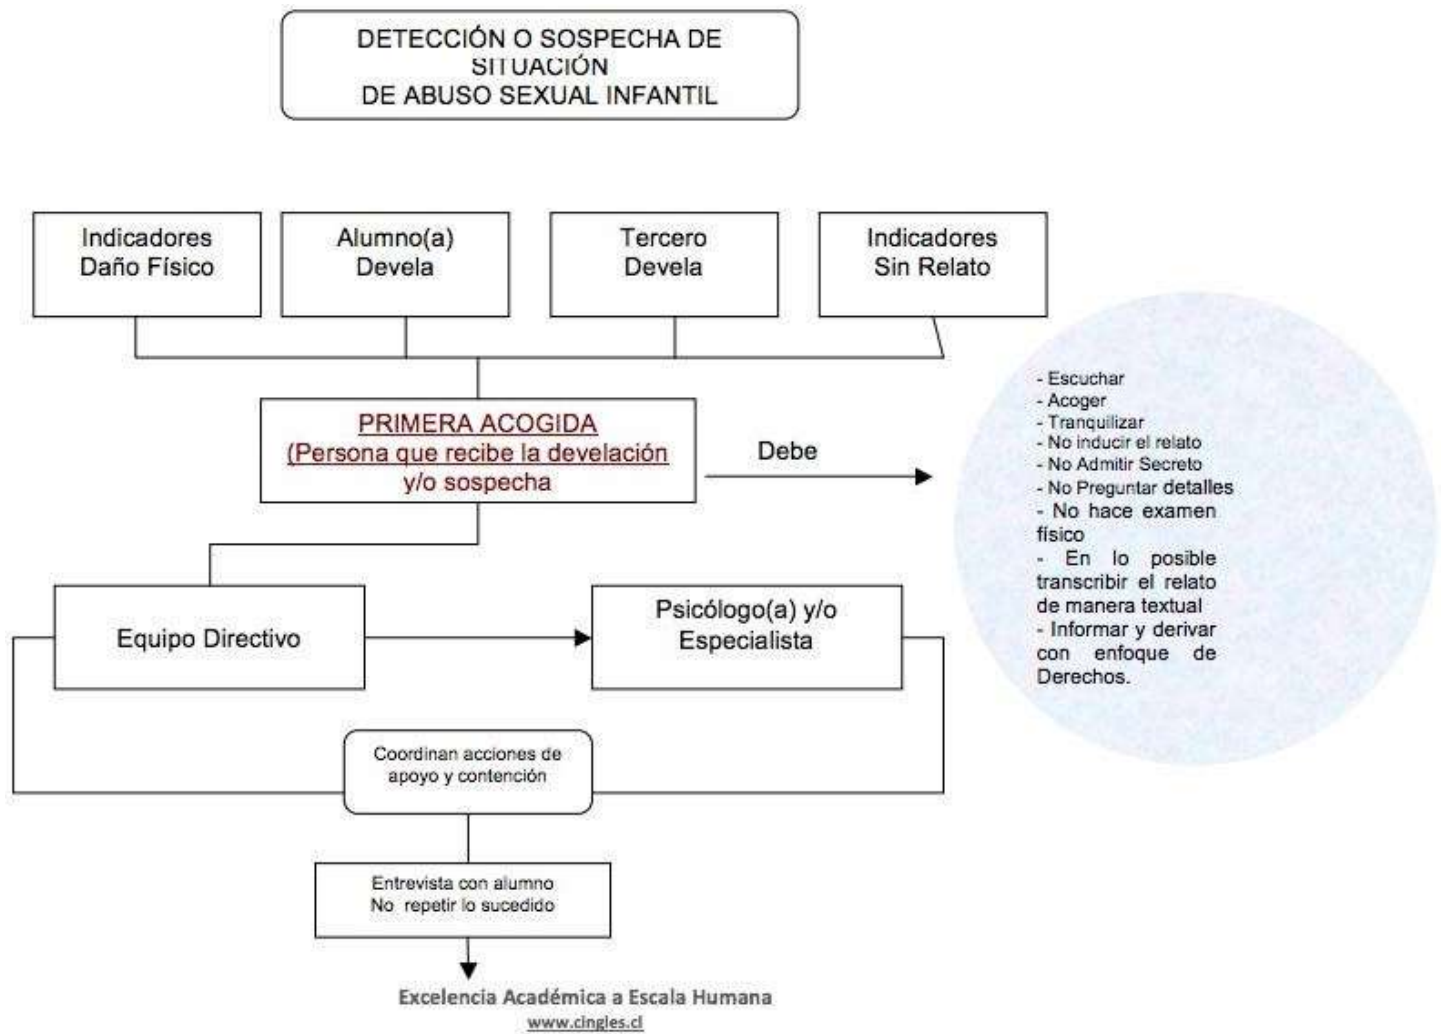 DETECCIÓN O SOSPECHA DE
SITUACIÓN
DE ABUSO SEXUAL INFANTIL
Indicadores
Daño Físico
Alumno(a)
Devela
Tercero
Devela
Indicadores
Sin Relato
PRIMERA ACOGIDA
(Persona que recibe la develación
y/o sospecha
Debe
- Escuchar
- Acoger
- Tranquilizar
- No inducir el relato
- No Admitir Secreto
- No Preguntar detalles
- No hace examen
físico
- En lo posible
transcribir el relato
de manera textual
- Informar y derivar
con enfoque de
Derechos.
Equipo Directivo
Psicólogo(a) y/o
Especialista
Coordinan acciones de
apoyo y contención
Entrevista con alumno
No repetir lo sucedido
Excelencia Académica a Escala Humana
www.cingles.cl